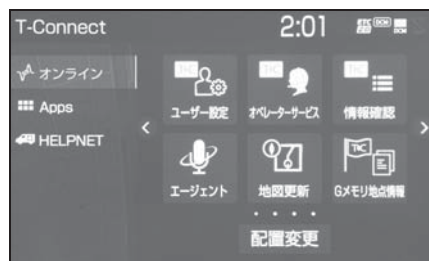 T-Connect 2:01 ETC DCM
オンライン
Apps
HELPNET
ユーザー設定 オペレーターサービス 情報確認
エージェント 地図更新 Gメモリ地点情報
配置変更